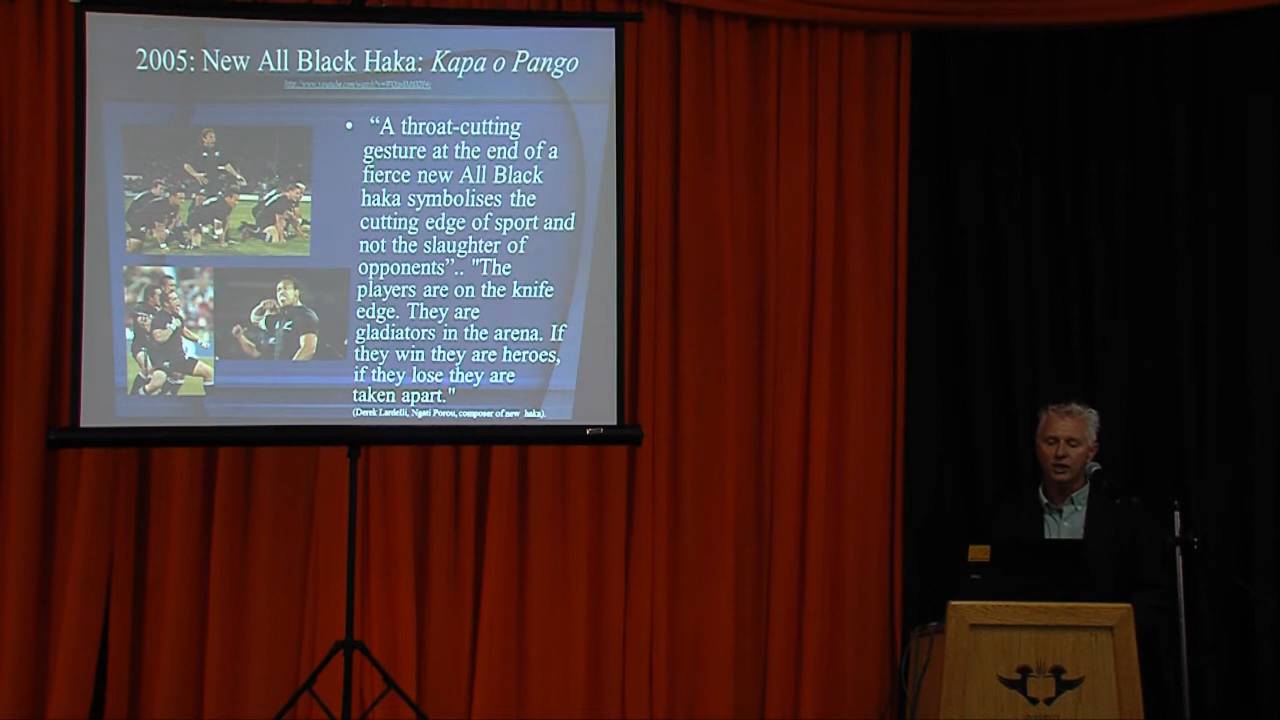 2005: New All Black Haka: Kapa o Pango
• “A throat-cutting
gesture at the end of a
fierce new All Black
haka symbolises the
cutting edge of sport and
not the slaughter of
opponents”.. "The
players are on the knife
edge. They are
gladiators in the arena. If
they win they are heroes,
if they lose they are
taken apart."
(Derek Lardelli, Ngati Porou, composer of new haka).